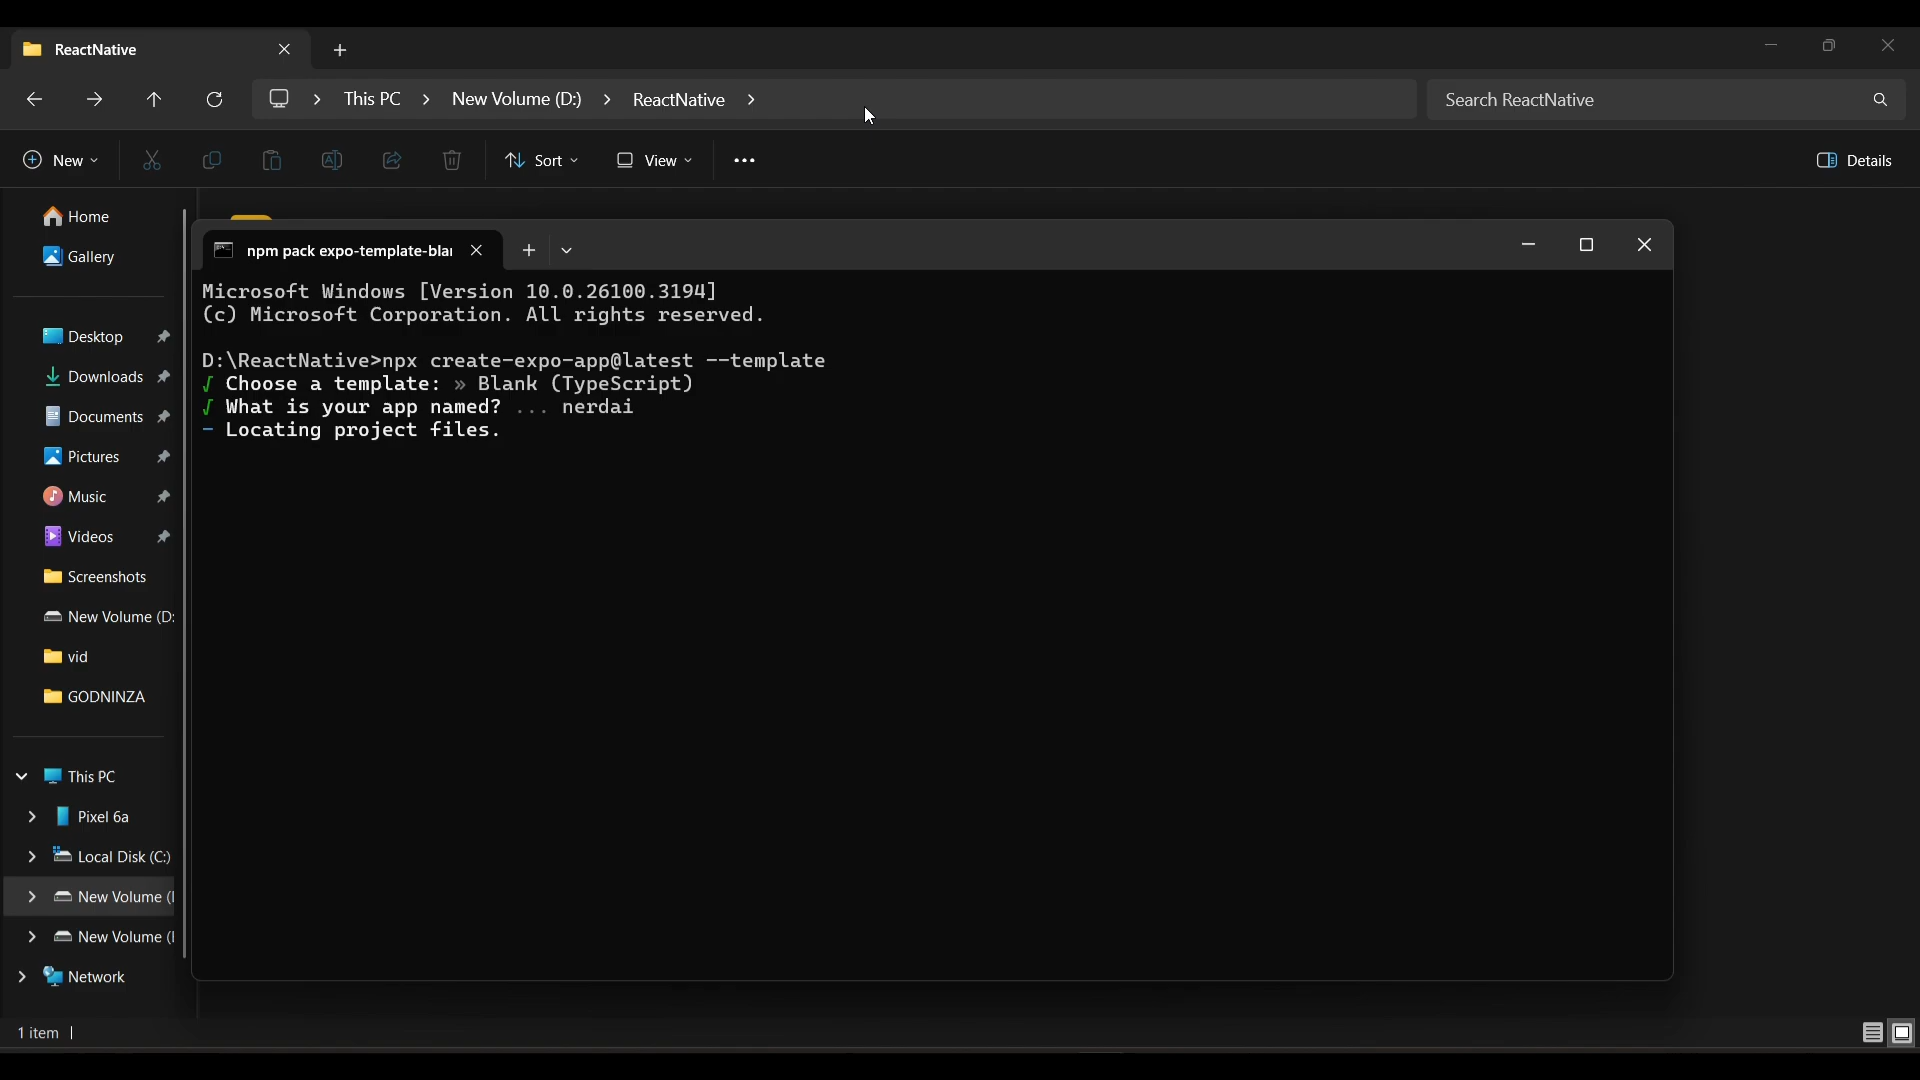 ReactNative
This PC
New Volume (D:)
ReactNative
Search ReactNative
New
Sort
View
Details
Home
Gallery
Desktop
Downloads
Documents
Pictures
Music
Videos
Screenshots
New Volume (D:
vid
GODNINZA
This PC
Pixel 6a
Local Disk (C:)
New Volume (
New Volume (
Network
1 item
npm pack expo-template-bla
Microsoft Windows [Version 10.0.26100.3194]
(c) Microsoft Corporation. All rights reserved.
D:\ReactNative>npx create-expo-app@latest --template
√ Choose a template: » Blank (TypeScript)
√ What is your app named? ... nerdai
- Locating project files.